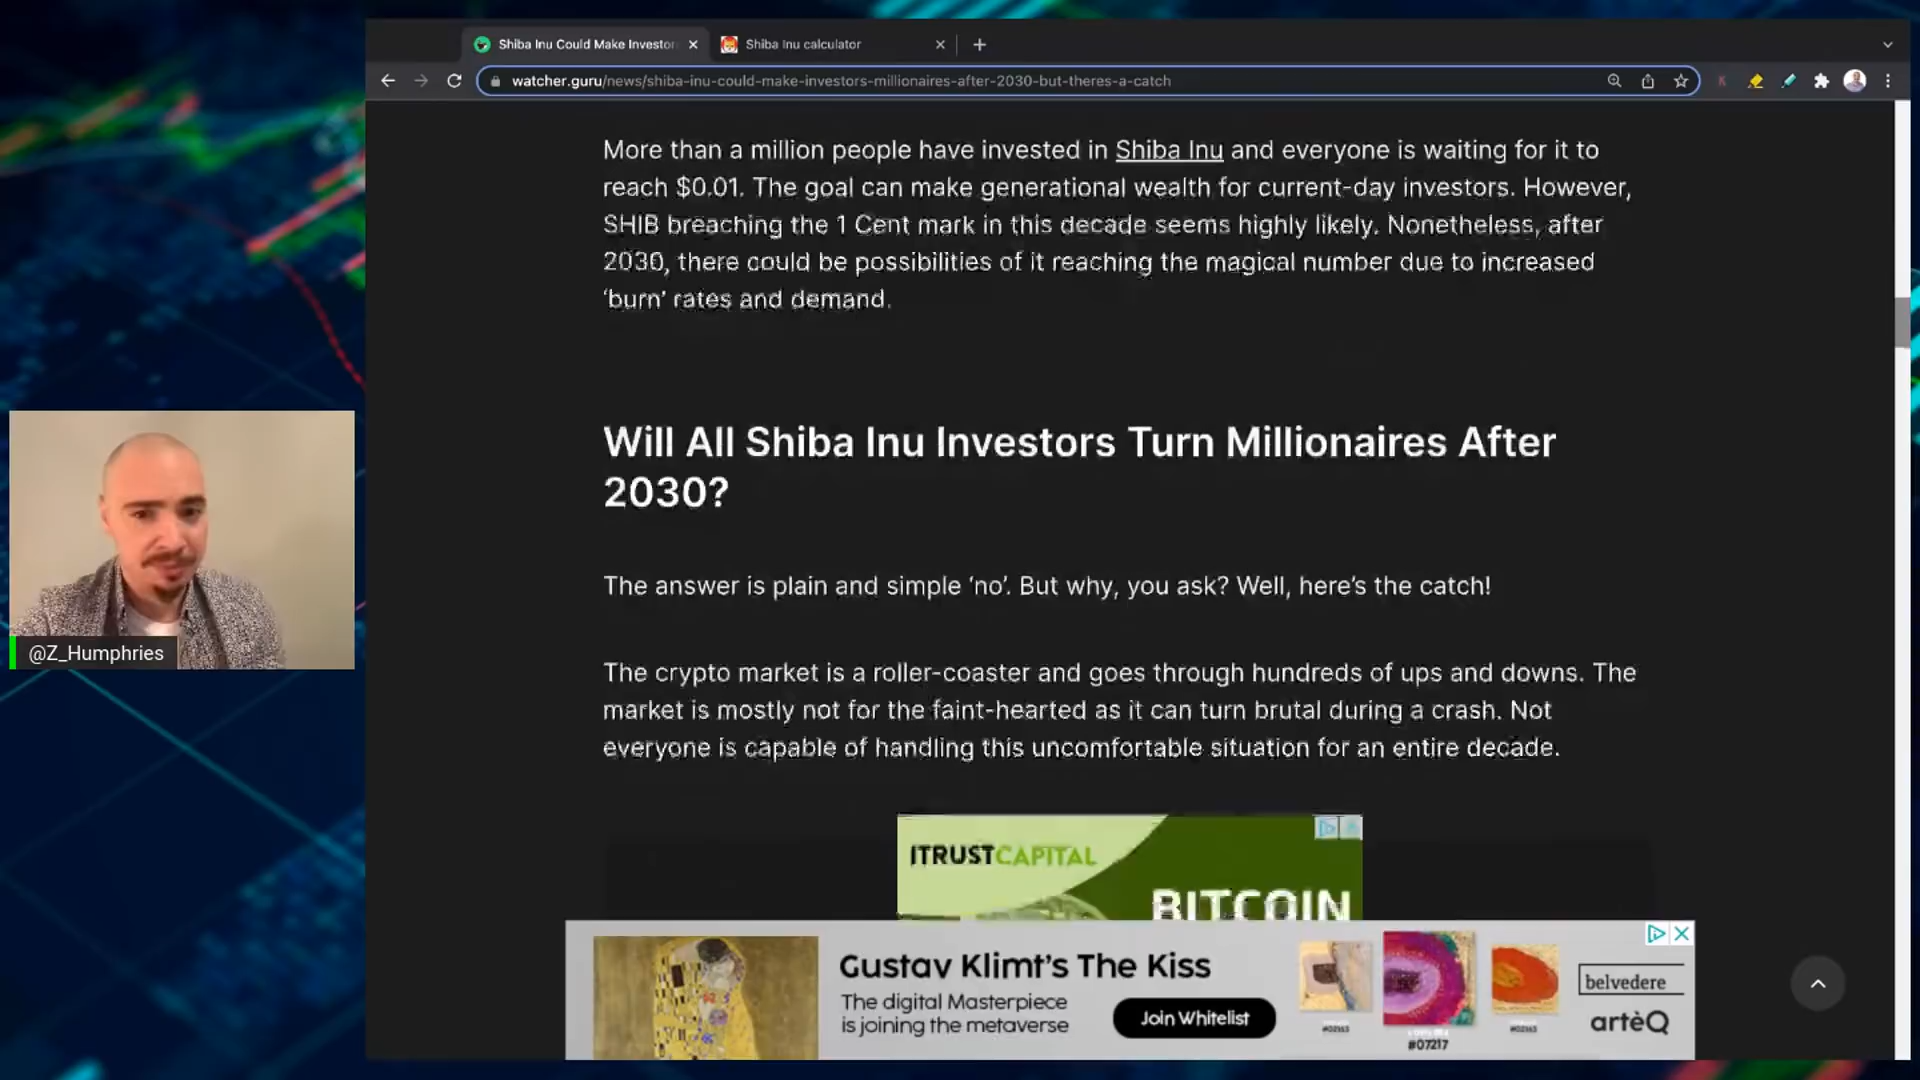 Shiba Inu Could Make Investor
Shiba Inu calculator
watcher.guru/news/shiba-inu-could-make-investors-millionaires-after-2030-but-theres-a-catch
More than a million people have invested in Shiba Inu and everyone is waiting for it to
reach $0.01. The goal can make generational wealth for current-day investors. However,
SHIB breaching the 1 Cent mark in this decade seems highly likely. Nonetheless, after
2030, there could be possibilities of it reaching the magical number due to increased
‘burn’ rates and demand.
Will All Shiba Inu Investors Turn Millionaires After
2030?
The answer is plain and simple ‘no’. But why, you ask? Well, here’s the catch!
The crypto market is a roller-coaster and goes through hundreds of ups and downs. The
market is mostly not for the faint-hearted as it can turn brutal during a crash. Not
everyone is capable of handling this uncomfortable situation for an entire decade.
@Z_Humphries
ITRUSTCAPITAL
BITCOIN
Gustav Klimt’s The Kiss
The digital Masterpiece
is joining the metaverse
Join Whitelist
#02163
#07217
#02163
belvedere
artèQ